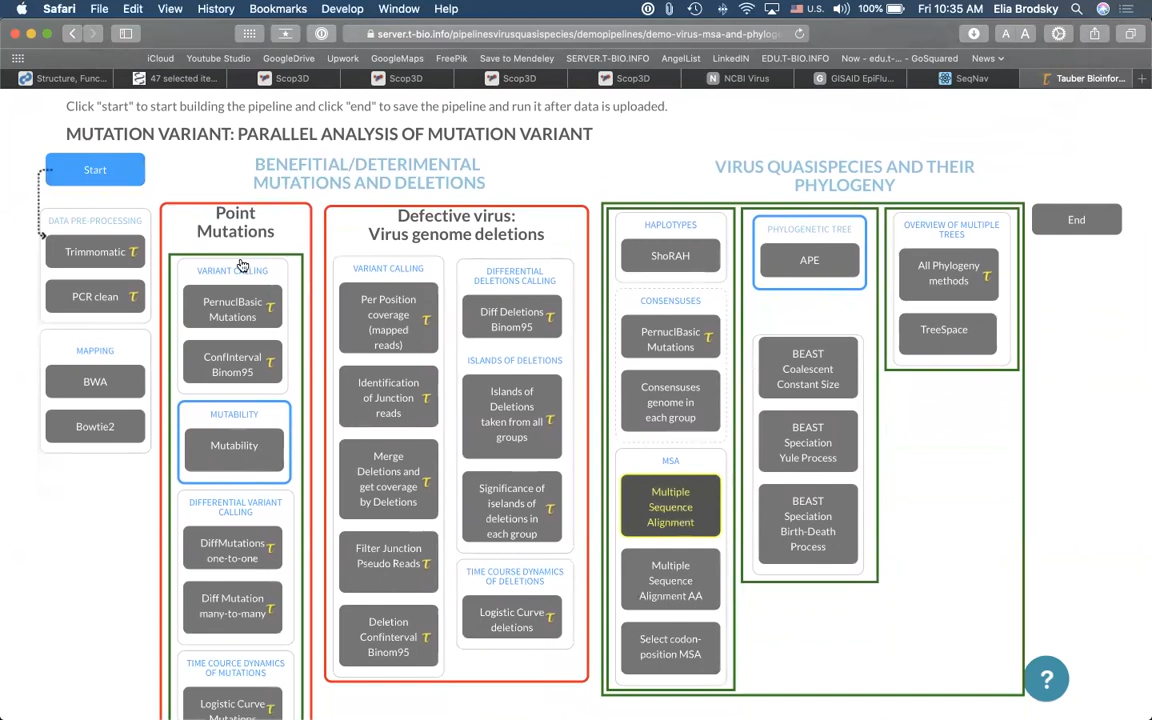 Safari File Edit View History Bookmarks Develop Window Help U.S. 100% Fri 10:35 AM Elia Brodsky
server.t-bio.info/pipelinesvirusquasispecies/demopipelines/demo-virus-msa-and-phylog
A A
iCloud Youtube Studio GoogleDrive Upwork GoogleMaps FreePik Save to Mendeley SERVER.T-BIO.INFO AngelList LinkedIN EDU.T-BIO.INFO Now - edu.t-··· - GoSquared News
Structure, Func... 47 selected ite... Scop3D Scop3D Scop3D Scop3D NCBI Virus GISAID EpiFlu... SeqNav Tauber Bioinfor...
Click "start" to start building the pipeline and click "end" to save the pipeline and run it after data is uploaded.
MUTATION VARIANT: PARALLEL ANALYSIS OF MUTATION VARIANT
Start
DATA PRE-PROCESSING
Trimmomatic T
PCR clean T
MAPPING
BWA
Bowtie2
BENEFITIAL/DETERIMENTAL
MUTATIONS AND DELETIONS
Point
Mutations
VARIANT CALLING
PernuclBasic
Mutations T
ConfInterval
Binom95 T
MUTABILITY
Mutability
DIFFERENTIAL VARIANT
CALLING
DiffMutations
one-to-one T
Diff Mutation
many-to-many T
TIME COURCE DYNAMICS
OF MUTATIONS
Logistic Curve
Mutations T
Defective virus:
Virus genome deletions
VARIANT CALLING
Per Position
coverage
(mapped
reads) T
Identification
of Junction
reads T
Merge
Deletions and
get coverage
by Deletions T
Filter Junction
Pseudo Reads T
Deletion
Confinterval
Binom95 T
DIFFERENTIAL
DELETIONS CALLING
Diff Deletions
Binom95 T
ISLANDS OF DELETIONS
Islands of
Deletions
taken from all
groups T
Significance of
iselands of
deletions in
each group T
TIME COURSE DYNAMICS
OF DELETIONS
Logistic Curve
deletions T
VIRUS QUASISPECIES AND THEIR
PHYLOGENY
HAPLOTYPES
ShoRAH
CONSENSUSES
PernuclBasic
Mutations T
Consensuses
genome in
each group
MSA
Multiple
Sequence
Alignment
Multiple
Sequence
Alignment AA
Select codon-
position MSA
PHYLOGENETIC TREE
APE
BEAST
Coalescent
Constant Size
BEAST
Speciation
Yule Process
BEAST
Speciation
Birth-Death
Process
OVERVIEW OF MULTIPLE
TREES
All Phylogeny
methods T
TreeSpace
End
?